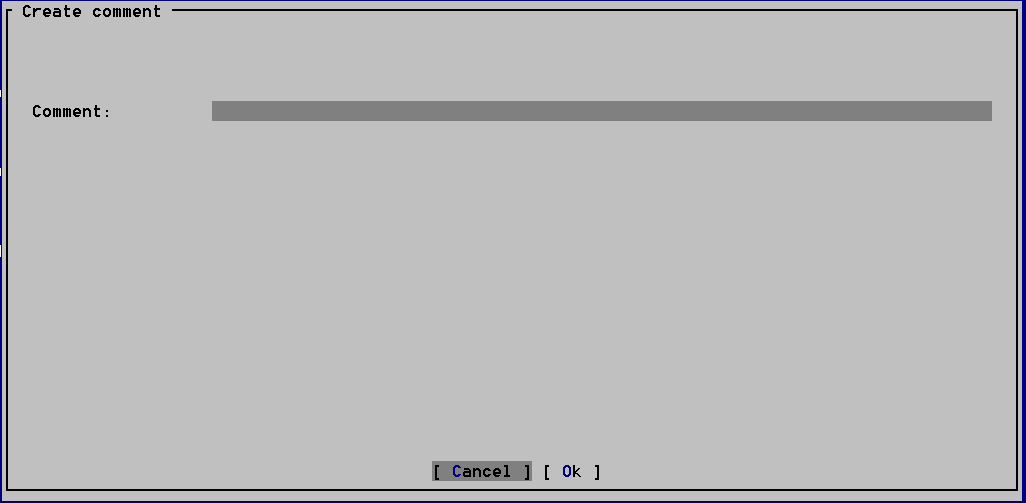 Create comment
Comment:
[ Cancel ] [ Ok ]